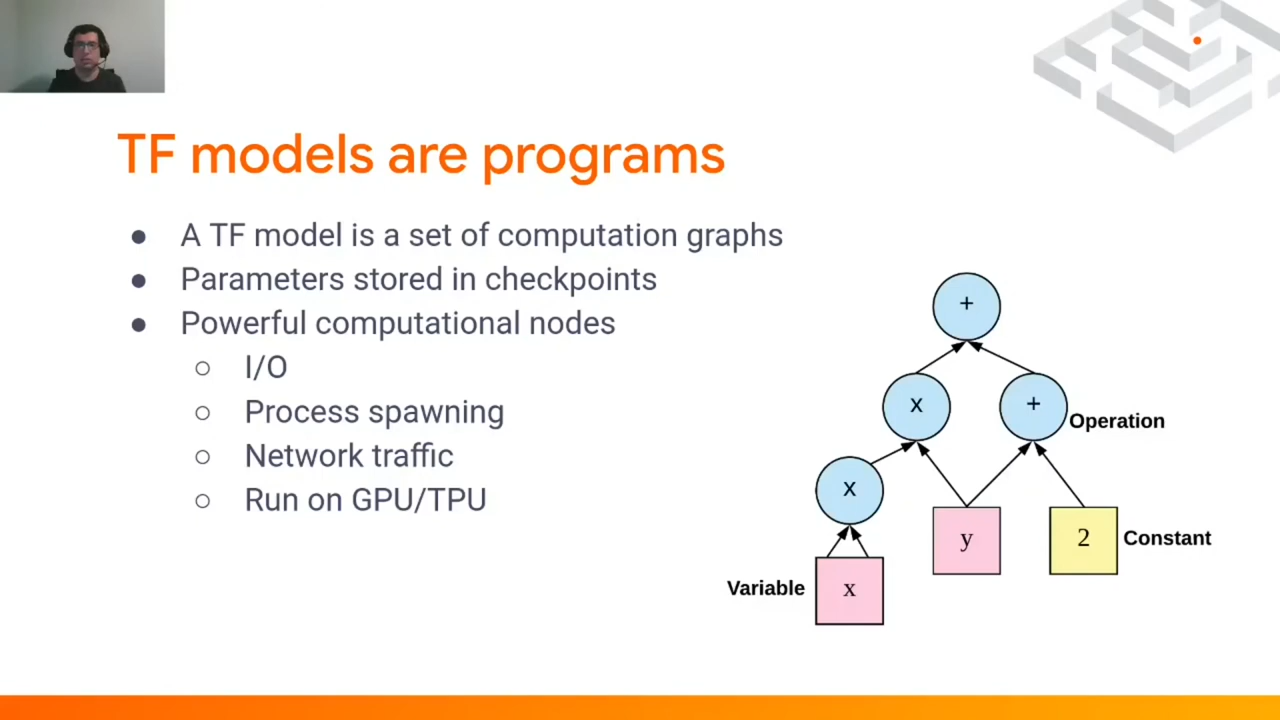 TF models are programs
● A TF model is a set of computation graphs
● Parameters stored in checkpoints
● Powerful computational nodes
○ I/O
○ Process spawning
○ Network traffic
○ Run on GPU/TPU
+
x
+
Operation
x
y
2
Constant
Variable
x